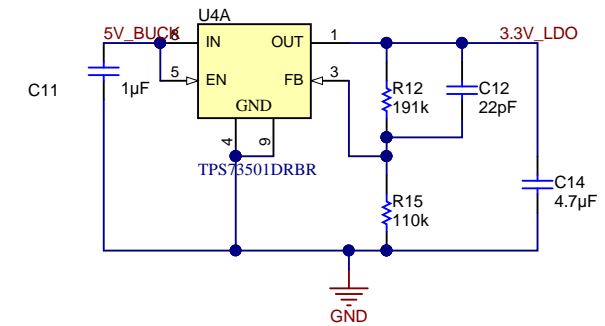 U4A
5V_BUCK
8
IN
OUT
1
3.3V_LDO
C11
1µF
5
EN
FB
3
R12
191k
C12
22pF
GND
4
9
TPS73501DRBR
R15
110k
C14
4.7µF
GND